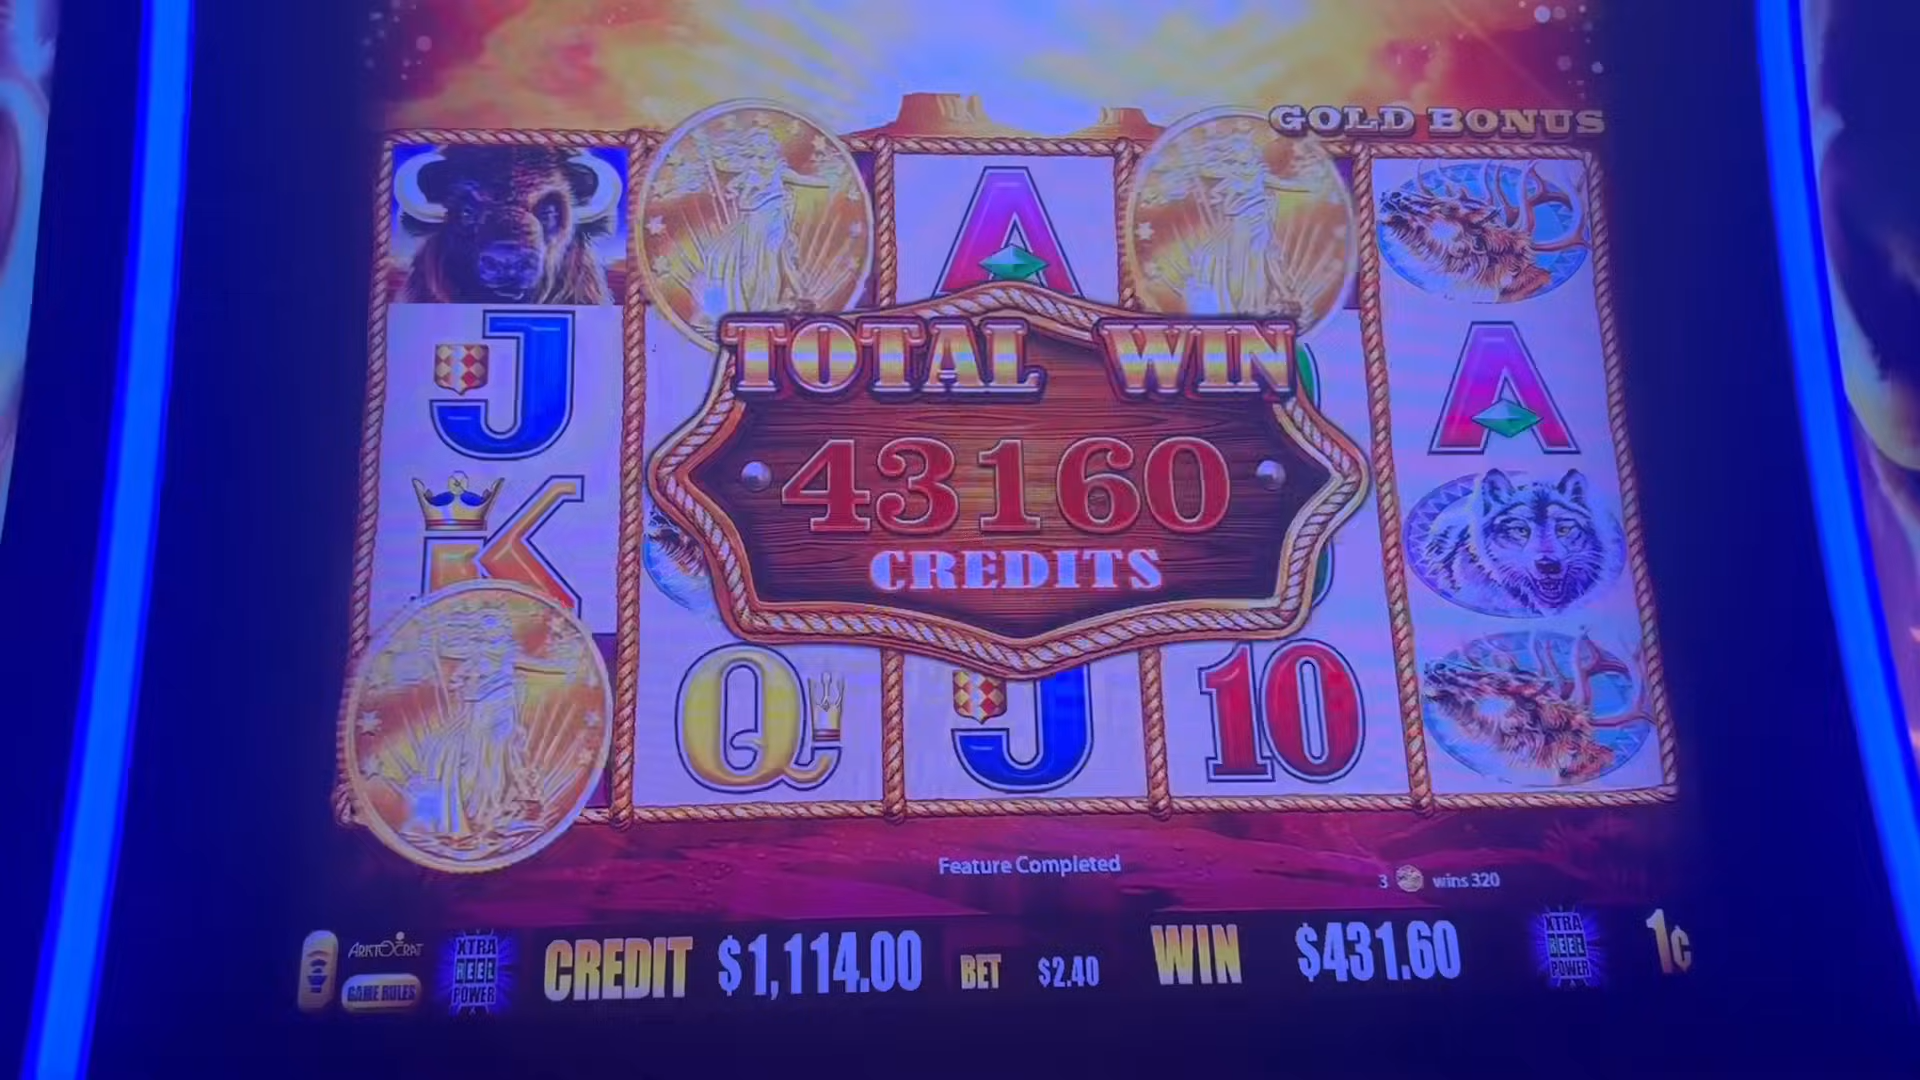 GOLD BONUS
A
J
A
TOTAL WIN
43160
CREDITS
K
Q
J
10
Feature Completed
3 wins 320
ARISTOCRAT
GAME RULES
XTRA
REEL
POWER
CREDIT $1,114.00 BET $2.40 WIN $431.60
XTRA
REEL
POWER
1¢